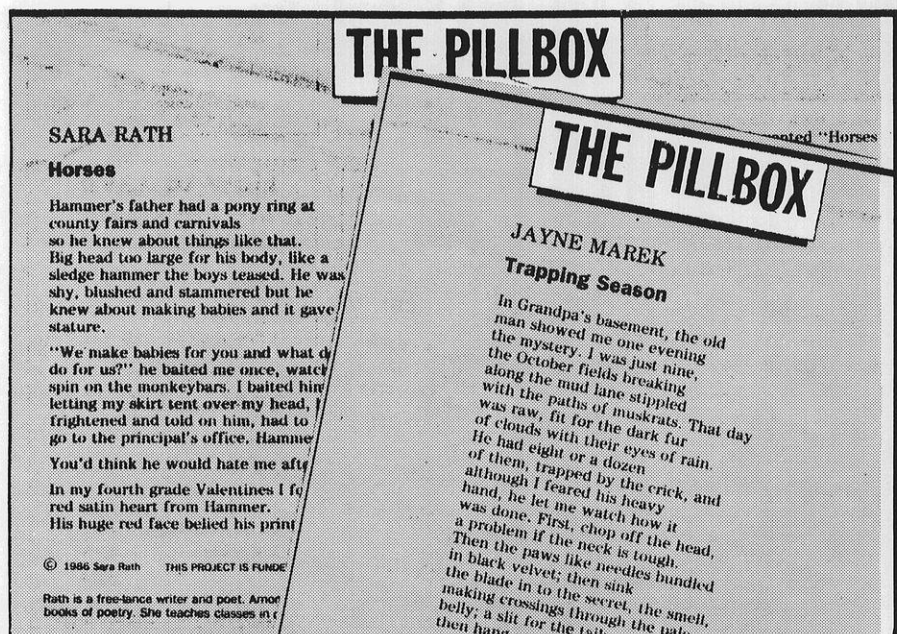 THE PILLBOX
SARA RATH
Horses
Hammer's father had a pony ring at
county fairs and carnivals
so he knew about things like that.
Big head too large for his body, like a
sledge hammer the boys teased. He was
shy, blushed and stammered but he
knew about making babies and it gave
stature.
"We make babies for you and what
do for us?" he baited me once,
spin on the monkeybars. I baited
letting my skirt tent over my head,
frightened and told on him, had to
go to the principal's office.
You'd think he would hate me
In my fourth grade Valentines I
red satin heart from Hammer.
His huge red face belied his
© 1986 Sara Rath THIS PROJECT IS
Rath is a free-lance writer and poet.
books of poetry. She teaches classes in
"Horses
THE PILLBOX
JAYNE MAREK
Trapping Season
In Grandpa's basement, the old
man showed me one evening
the mystery. I was just nine,
the October fields breaking
along the mud lane stippled
with the paths of muskrats. That day
was raw, fit for the dark fur
of clouds with their eyes of rain.
He had eight or a dozen
of them, trapped by the crick, and
although I feared his heavy
hand, he let me watch how it
was done. First, chop off the head,
a problem if the neck is tough.
Then the paws like needles bundled
in black velvet; then sink
the blade in to the secret, the smell,
making crossings through the
belly; a slit for the
then hang